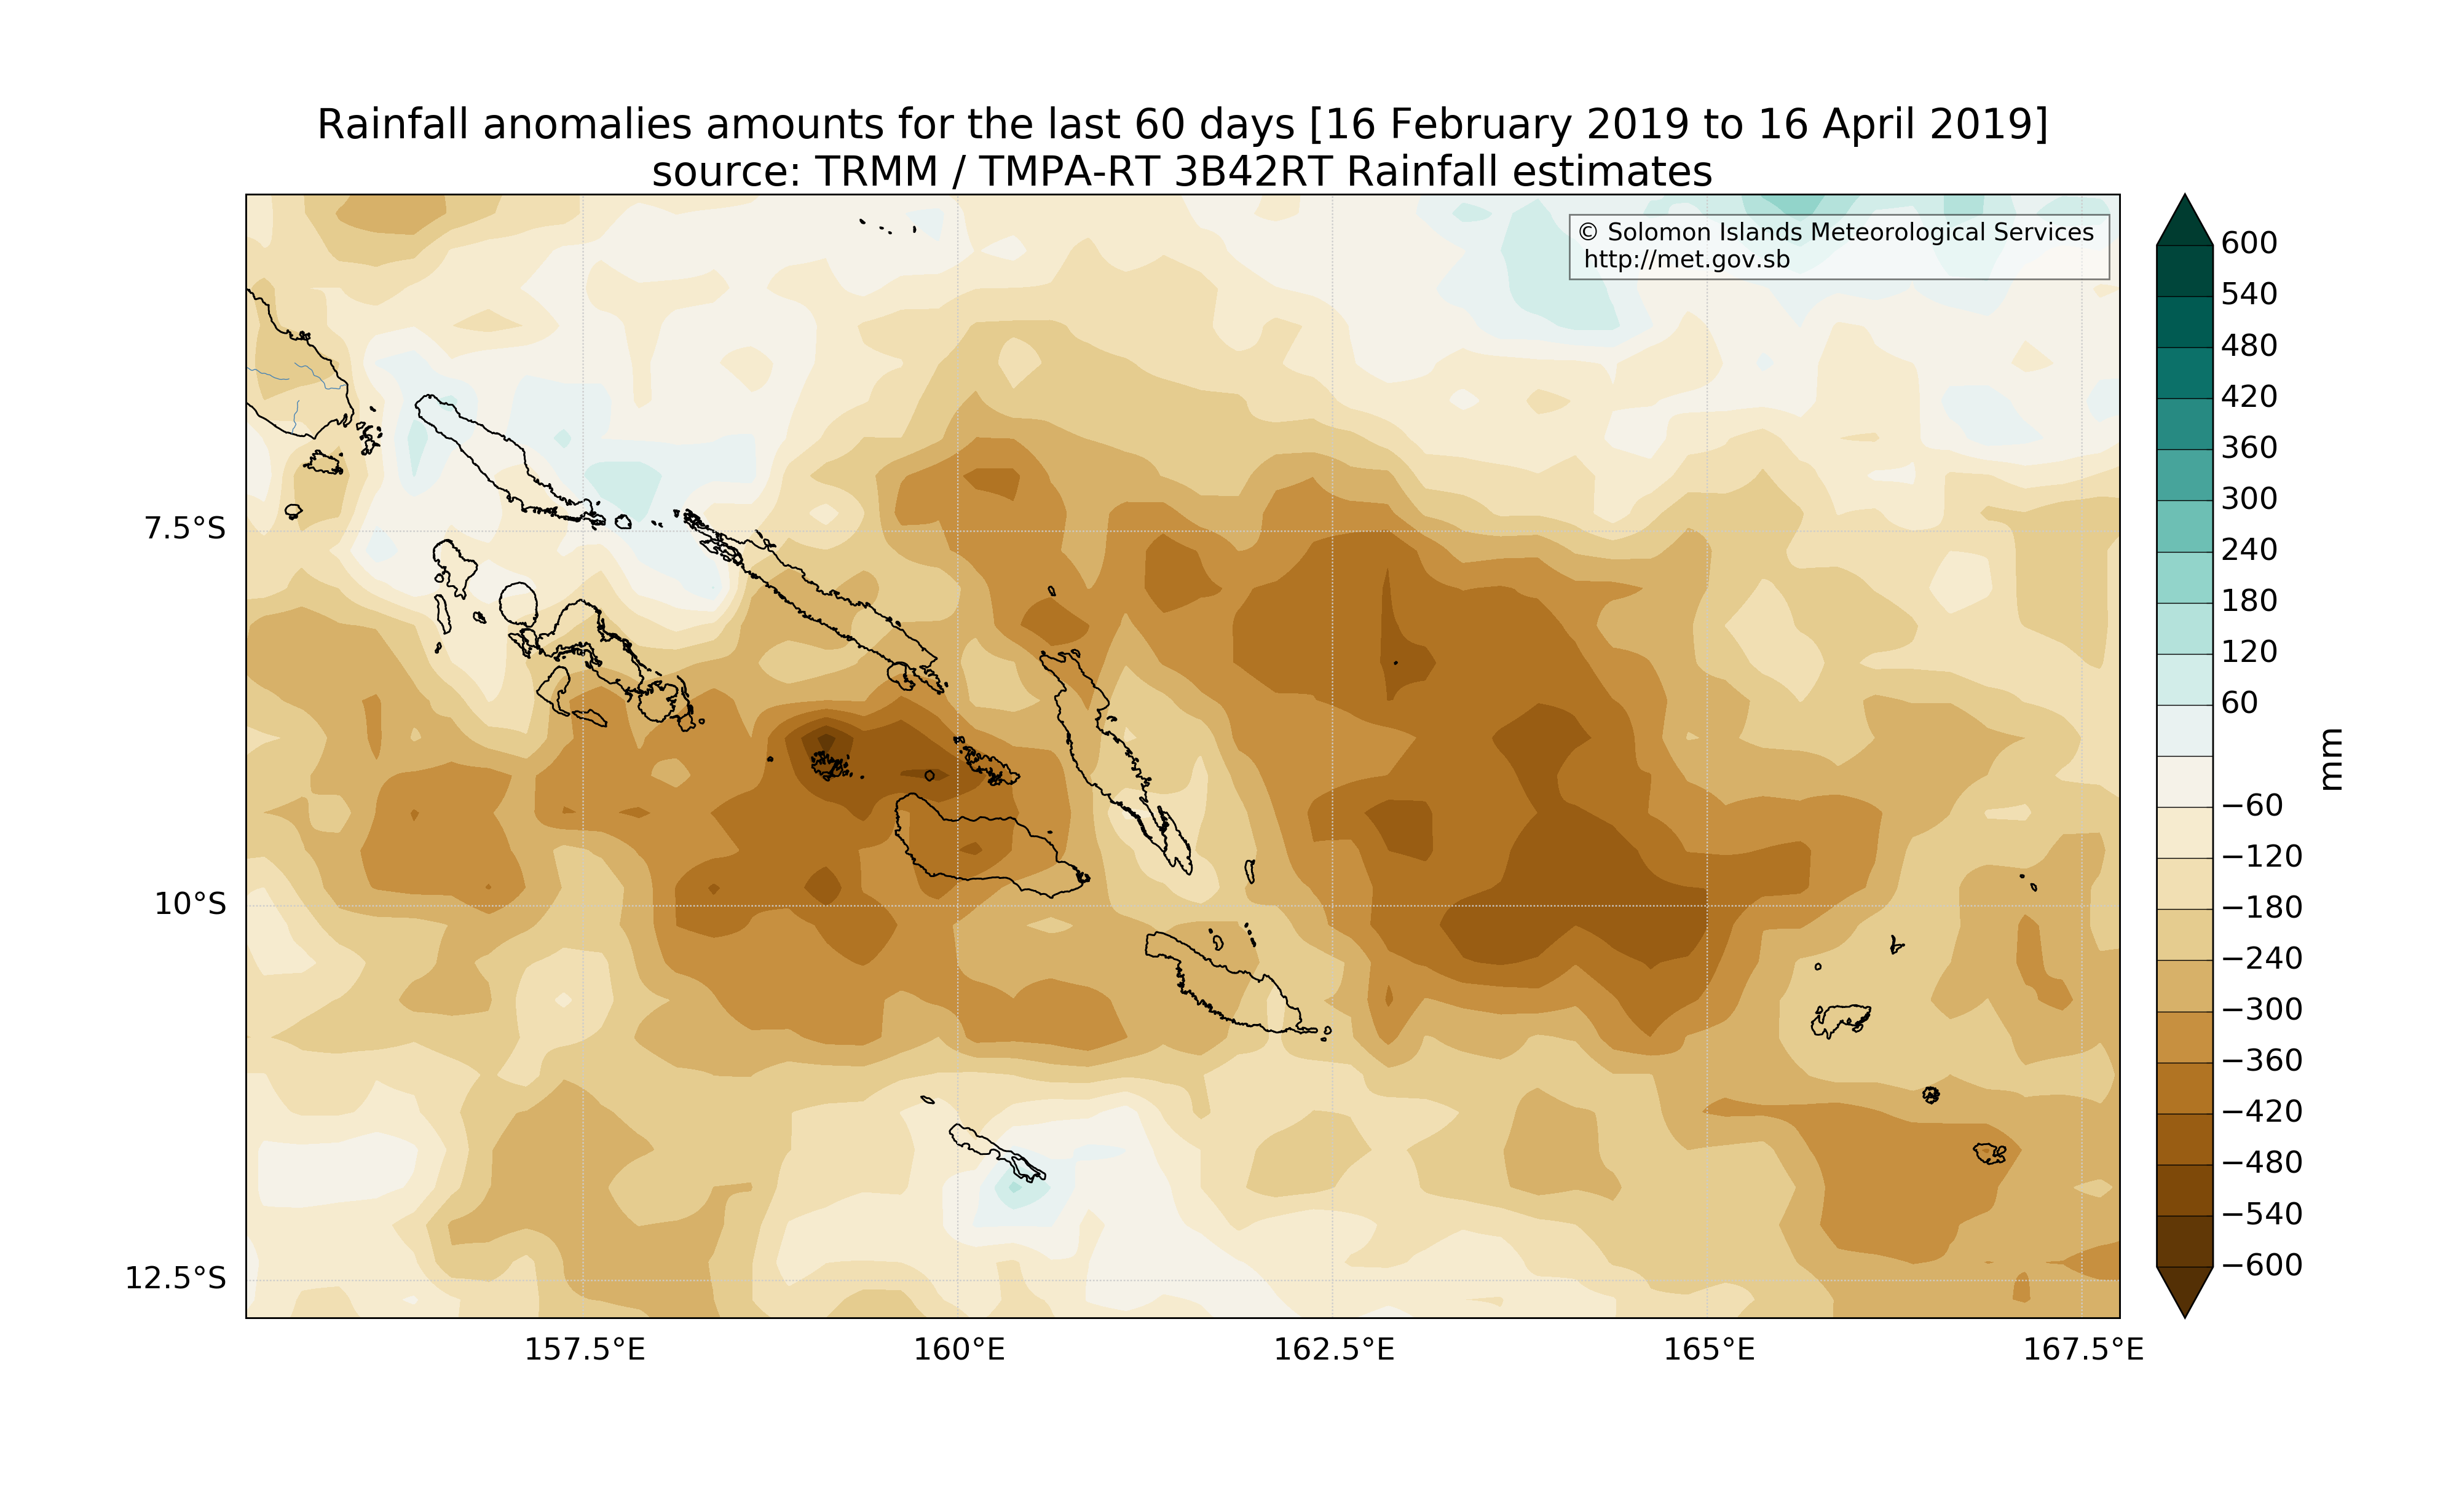 Rainfall anomalies amounts for the last 60 days [16 February 2019 to 16 April 2019]
source: TRMM / TMPA-RT 3B42RT Rainfall estimates
© Solomon Islands Meteorological Services
http://met.gov.sb
7.5°S
10°S
12.5°S
157.5°E
160°E
162.5°E
165°E
167.5°E
600
540
480
420
360
300
240
180
120
60
−60
−120
−180
−240
−300
−360
−420
−480
−540
−600
mm